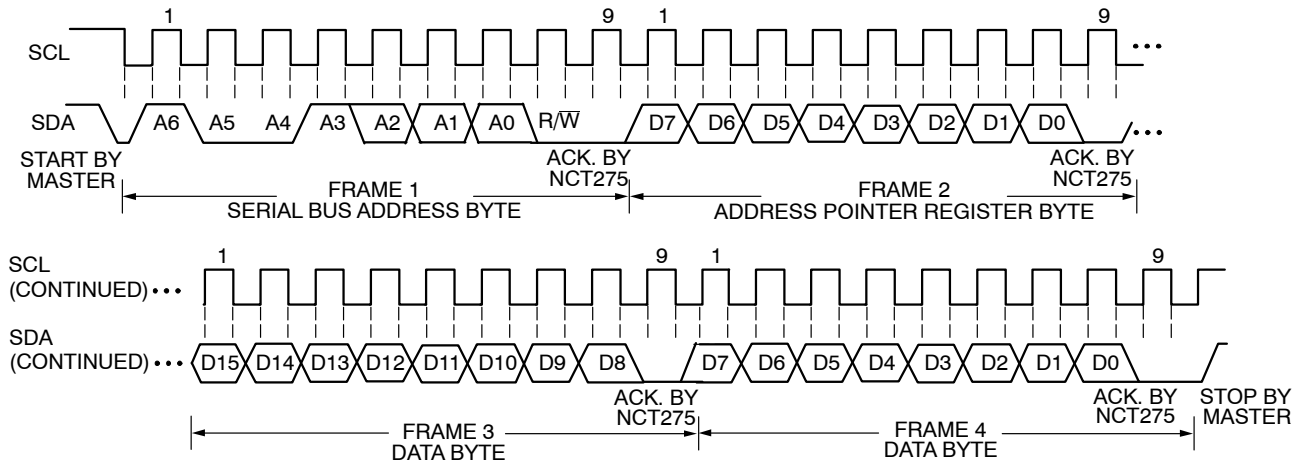 1 9 1 9
SCL •••
SDA A6 A5 A4 A3 A2 A1 A0 R/W̅ D7 D6 D5 D4 D3 D2 D1 D0 •••
START BY MASTER
ACK. BY NCT275
ACK. BY NCT275
FRAME 1
SERIAL BUS ADDRESS BYTE
FRAME 2
ADDRESS POINTER REGISTER BYTE
1 9 1 9
SCL
(CONTINUED) •••
SDA
(CONTINUED) ••• D15 D14 D13 D12 D11 D10 D9 D8 D7 D6 D5 D4 D3 D2 D1 D0
ACK. BY NCT275
ACK. BY NCT275
STOP BY MASTER
FRAME 3
DATA BYTE
FRAME 4
DATA BYTE